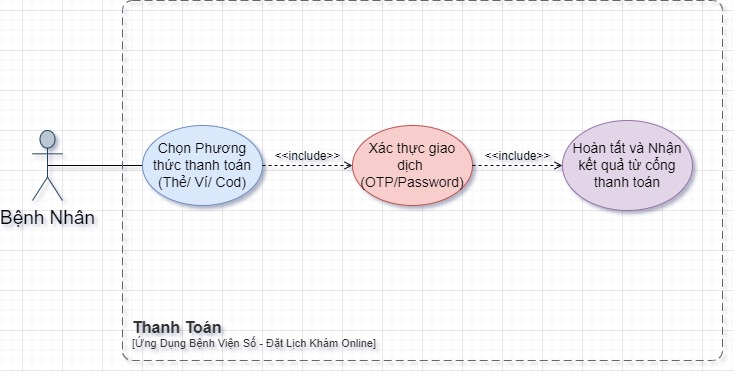 Chọn Phương
thức thanh toán
(Thẻ/ Ví/ Cod)
<<include>>
Xác thực giao
dịch
(OTP/Password)
<<include>>
Hoàn tất và Nhận
kết quả từ cổng
thanh toán
Bệnh Nhân
Thanh Toán
[Ứng Dụng Bệnh Viện Số - Đặt Lịch Khám Online]